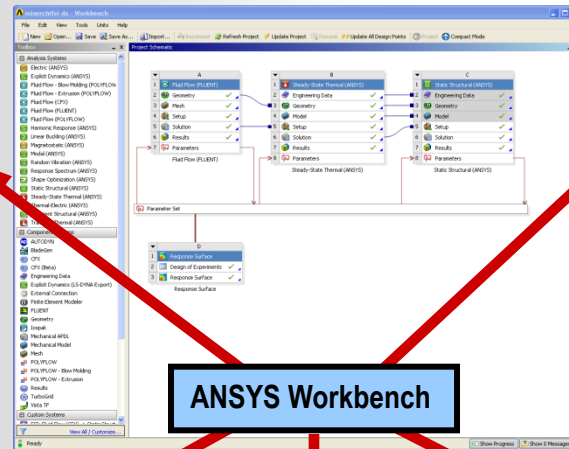 mixerchtfsi-de - Workbench
File Edit View Tools Units Help
New Open... Save Save As... Import... Reconnect Refresh Project Update Project Resume Update All Design Points Project Compact Mode
Toolbox
Analysis Systems
Electric (ANSYS)
Explicit Dynamics (ANSYS)
Fluid Flow - Blow Molding (POLYFLOW
Fluid Flow - Extrusion (POLYFLOW)
Fluid Flow (CFX)
Fluid Flow (FLUENT)
Fluid Flow (POLYFLOW)
Harmonic Response (ANSYS)
Linear Buckling (ANSYS)
Magnetostatic (ANSYS)
Modal (ANSYS)
Random Vibration (ANSYS)
Response Spectrum (ANSYS)
Shape Optimization (ANSYS)
Static Structural (ANSYS)
Steady-State Thermal (ANSYS)
Thermal-Electric (ANSYS)
Structural (ANSYS)
Thermal (ANSYS)
Component
AUTODYN
BladeGen
CFX
CFX (Beta)
Engineering Data
Explicit Dynamics (LS-DYNA Export)
External Connection
Finite Element Modeler
FLUENT
Geometry
Icepak
Mechanical APDL
Mechanical Model
Mesh
POLYFLOW
POLYFLOW - Blow Molding
POLYFLOW - Extrusion
Results
TurboGrid
Vista TF
Custom Systems
View All / Customize...
Ready
Project Schematic
A
1 Fluid Flow (FLUENT)
2 Geometry
3 Mesh
4 Setup
5 Solution
6 Results
7 Parameters
Fluid Flow (FLUENT)
B
1 Steady-State Thermal (ANSYS)
2 Engineering Data
3 Geometry
4 Model
5 Setup
6 Solution
7 Results
8 Parameters
Steady-State Thermal (ANSYS)
C
1 Static Structural (ANSYS)
2 Engineering Data
3 Geometry
4 Model
5 Setup
6 Solution
7 Results
8 Parameters
Static Structural (ANSYS)
Parameter Set
D
1 Response Surface
2 Design of Experiments
3 Response Surface
Response Surface
ANSYS Workbench
Show Progress Show 0 Messages